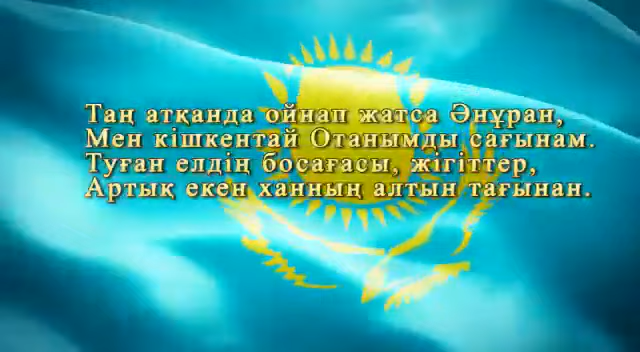 Таң атқанда ойнап жатса Әнұран,
Мен кішкентай Отанымды сағынам.
Туған елдің босағасы, жігіттер,
Артық екен ханның алтын тағынан.